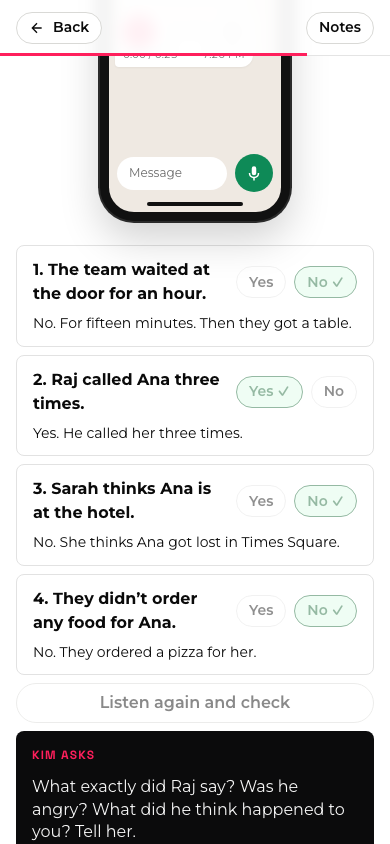 Back
Notes
Message
1. The team waited at
the door for an hour.
Yes
No ✓
No. For fifteen minutes. Then they got a table.
2. Raj called Ana three
times.
Yes ✓
No
Yes. He called her three times.
3. Sarah thinks Ana is
at the hotel.
Yes
No ✓
No. She thinks Ana got lost in Times Square.
4. They didn’t order
any food for Ana.
Yes
No ✓
No. They ordered a pizza for her.
Listen again and check
KIM ASKS
What exactly did Raj say? Was he
angry? What did he think happened to
you? Tell her.